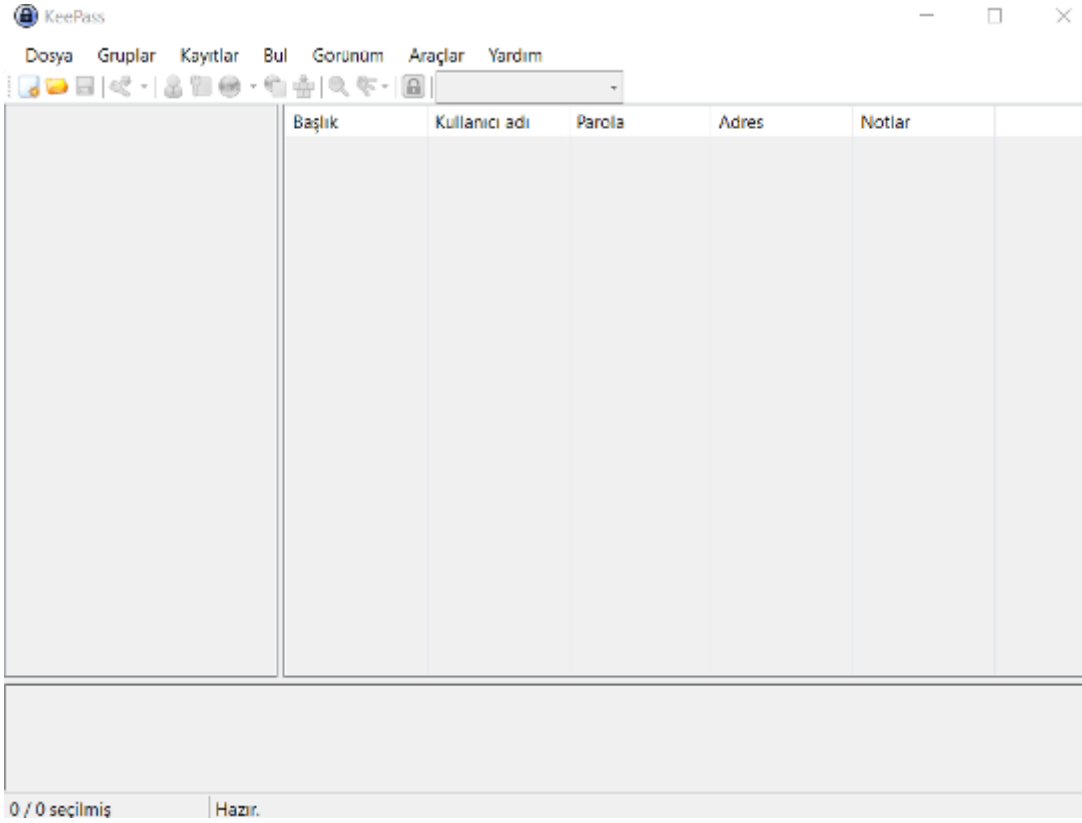 KeePass
Dosya Gruplar Kayıtlar Bul Görünüm Araçlar Yardım
Başlık Kullanıcı adı Parola Adres Notlar
0 / 0 seçilmiş Hazır.